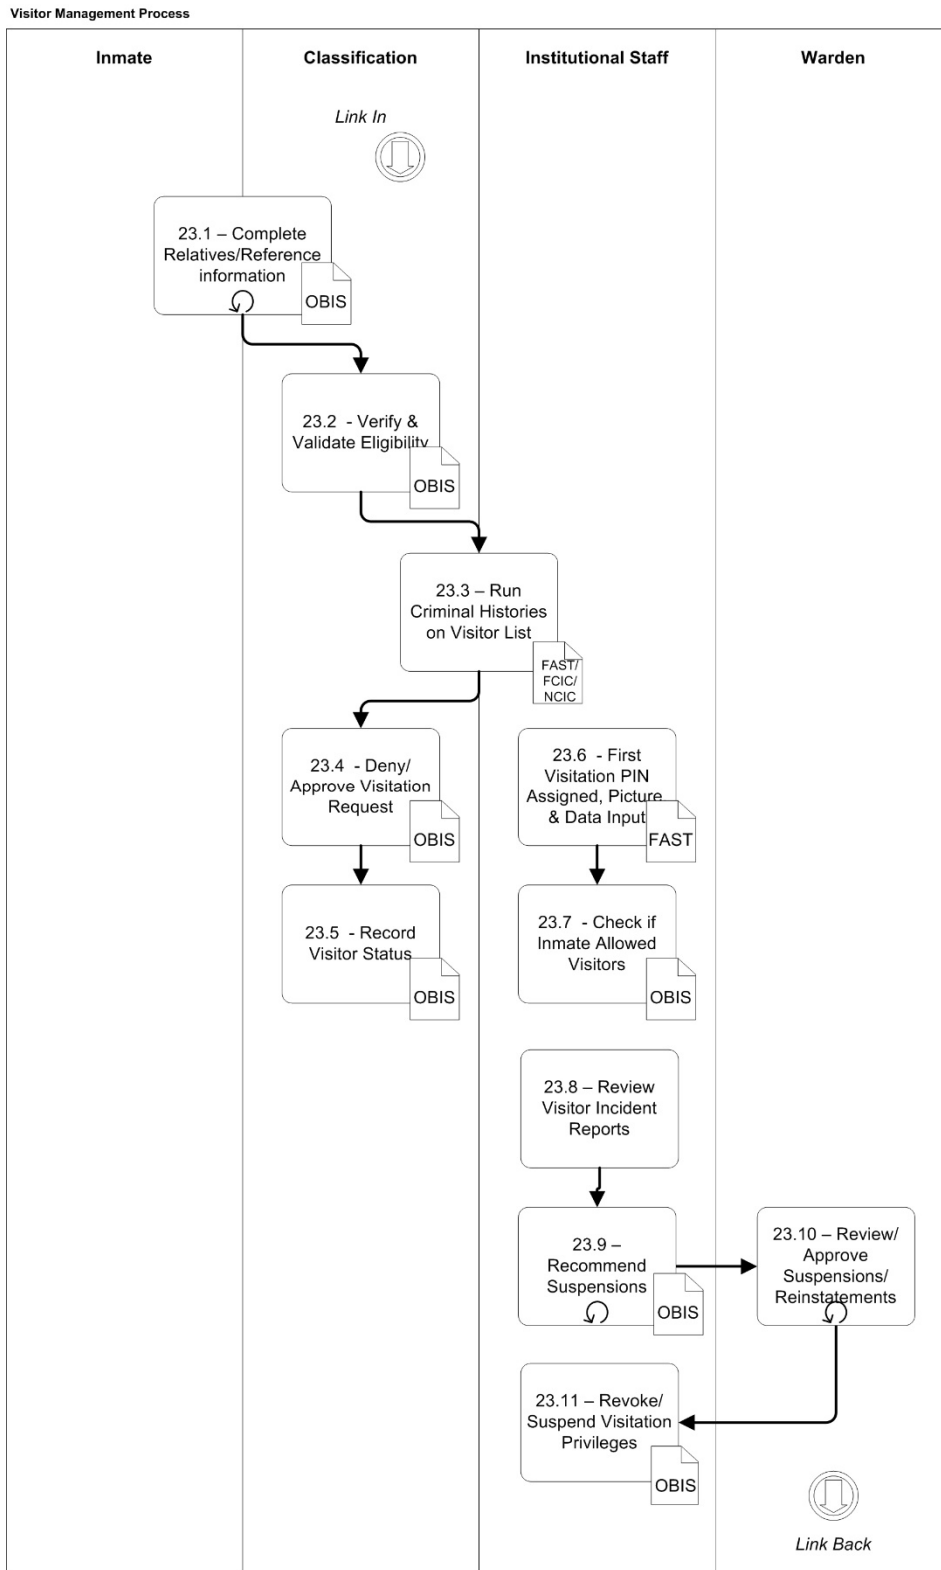 Visitor Management Process
Inmate
Classification
Institutional Staff
Warden
Link In
23.1 – Complete
Relatives/Reference
information
OBIS
23.2  - Verify &
Validate Eligibility
OBIS
23.3 – Run
Criminal Histories
on Visitor List
FAST/
FCIC/
NCIC
23.4  - Deny/
Approve Visitation
Request
OBIS
23.6  - First
Visitation PIN
Assigned, Picture
& Data Input
FAST
23.5  - Record
Visitor Status
OBIS
23.7  - Check if
Inmate Allowed
Visitors
OBIS
23.8 – Review
Visitor Incident
Reports
23.9 –
Recommend
Suspensions
OBIS
23.10 – Review/
Approve
Suspensions/
Reinstatements
23.11 – Revoke/
Suspend Visitation
Privileges
OBIS
Link Back